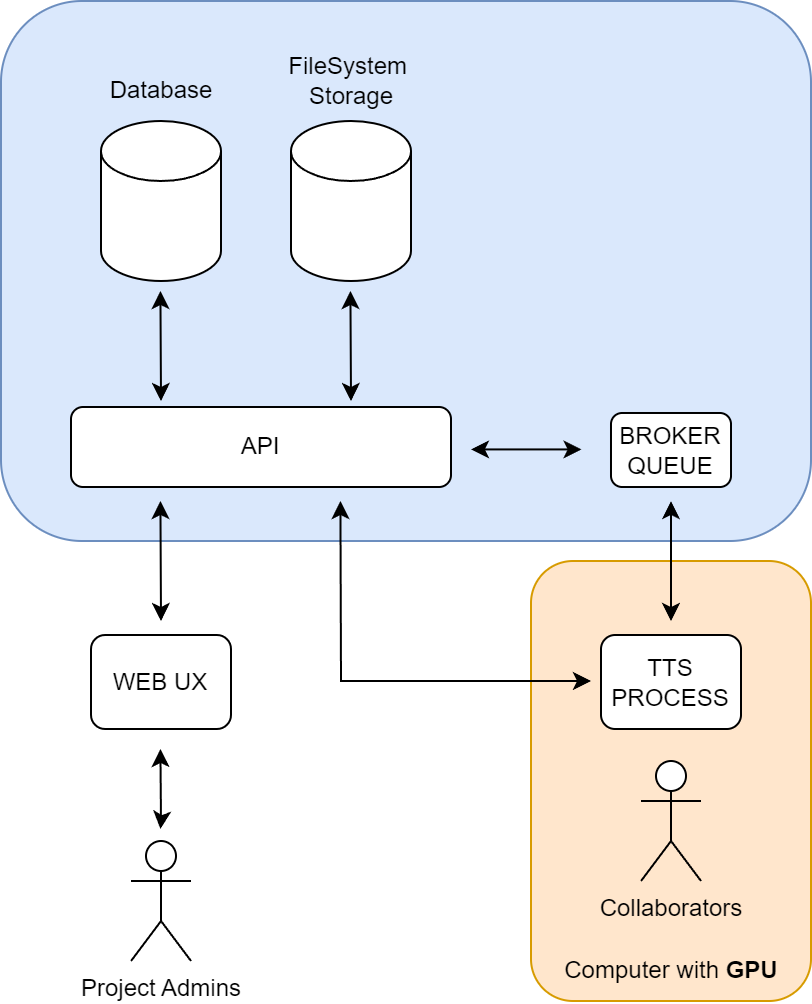 Database
FileSystem
Storage
API
BROKER
QUEUE
WEB UX
TTS
PROCESS
Collaborators
Computer with GPU
Project Admins